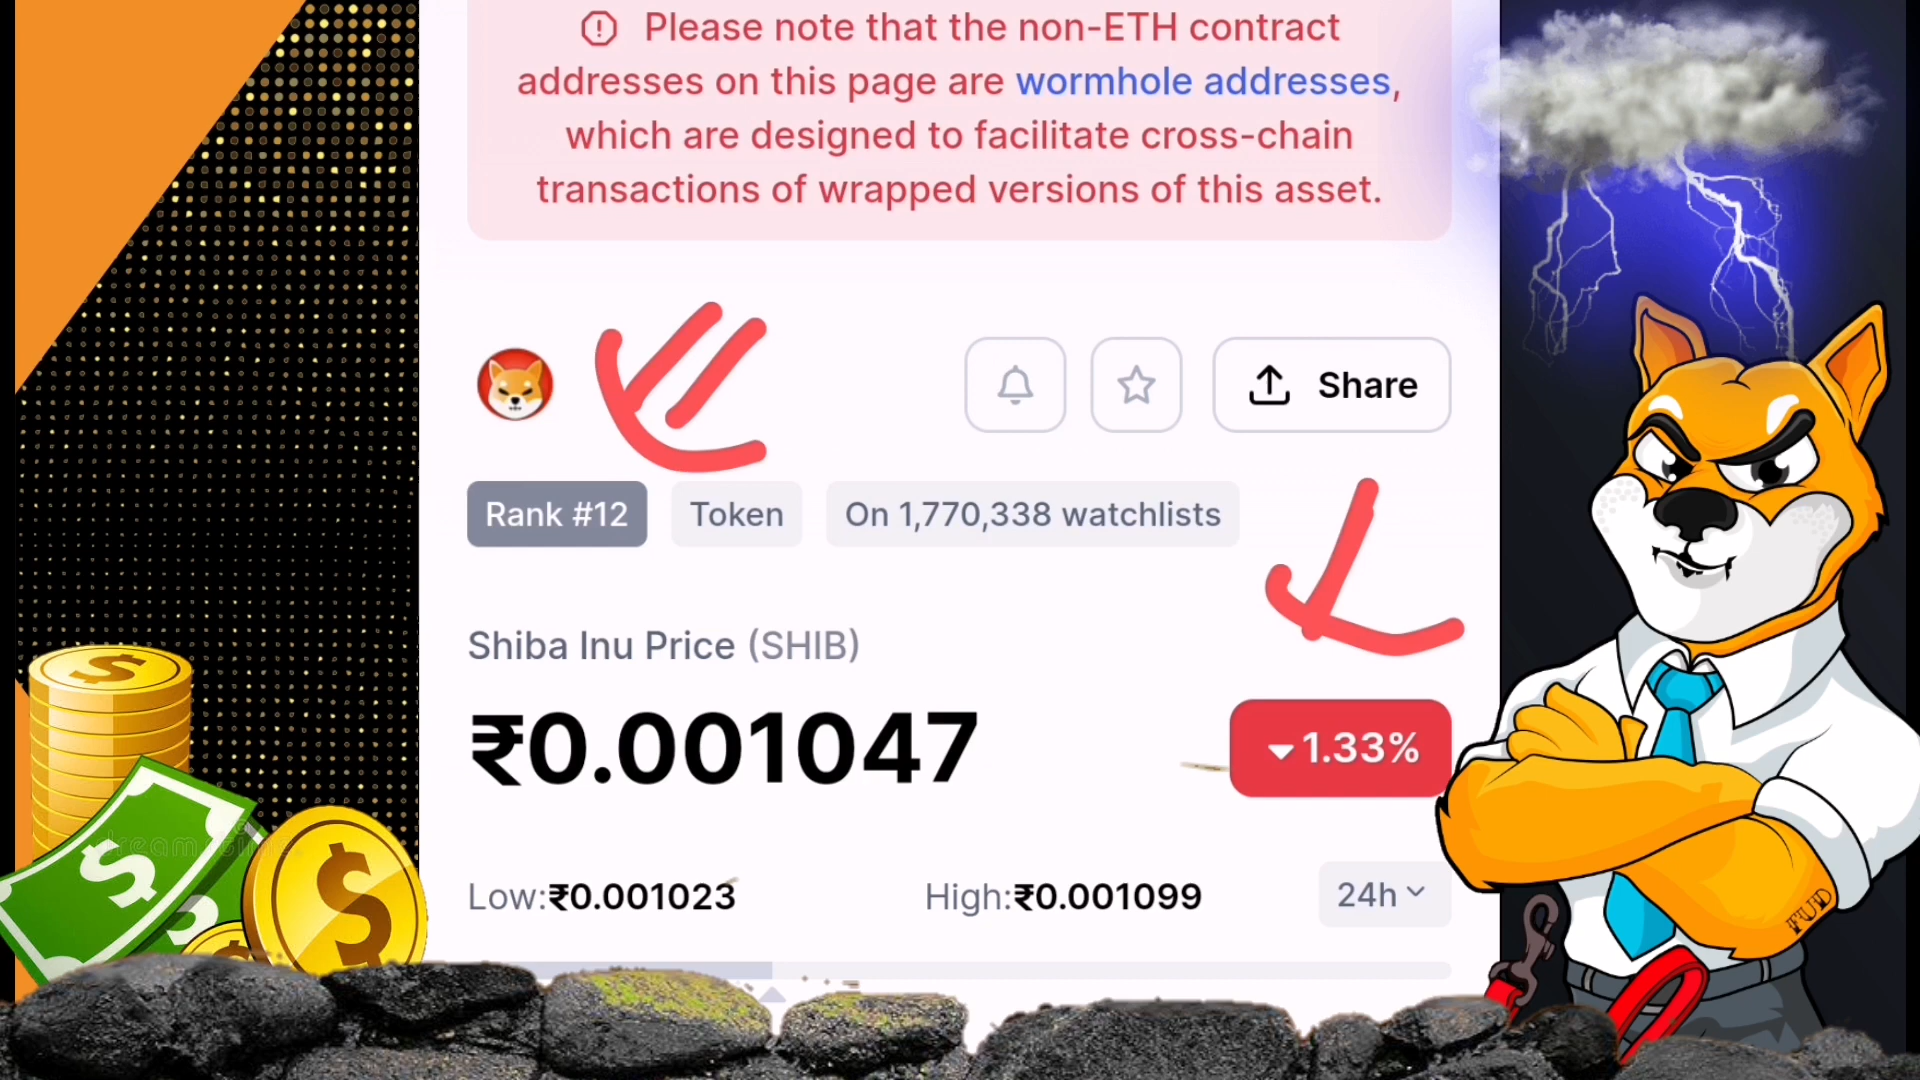 Please note that the non-ETH contract
addresses on this page are wormhole addresses,
which are designed to facilitate cross-chain
transactions of wrapped versions of this asset.
Share
Rank #12
Token
On 1,770,338 watchlists
Shiba Inu Price (SHIB)
₹0.001047
1.33%
Low:₹0.001023
High:₹0.001099
24h
FUD
$
$
$